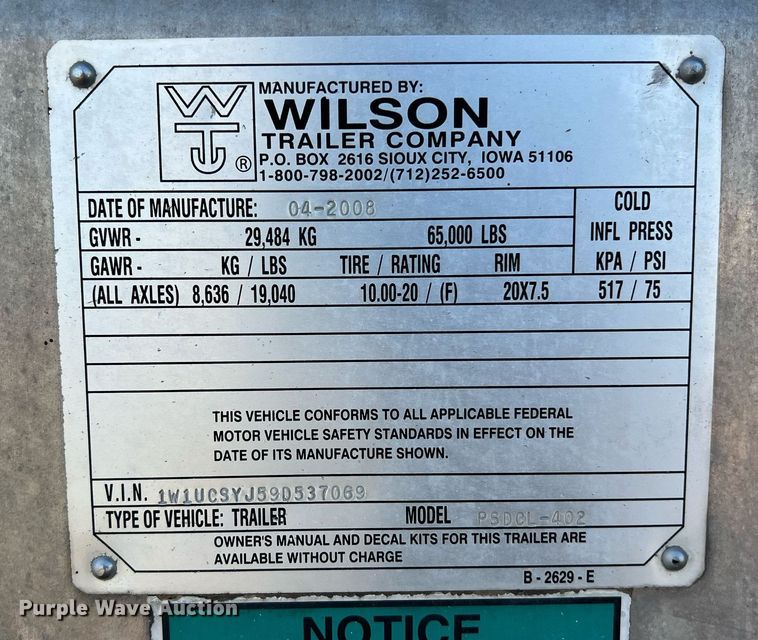 MANUFACTURED BY:
WILSON
TRAILER COMPANY
P.O. BOX 2616 SIOUX CITY, IOWA 51106
1-800-798-2002/(712)252-6500
WT ®
DATE OF MANUFACTURE: 04-2008
COLD
INFL PRESS
KPA / PSI
GVWR - 29,484 KG 65,000 LBS
GAWR - KG / LBS TIRE / RATING RIM
(ALL AXLES) 8,636 / 19,040 10.00-20 / (F) 20X7.5 517 / 75
THIS VEHICLE CONFORMS TO ALL APPLICABLE FEDERAL
MOTOR VEHICLE SAFETY STANDARDS IN EFFECT ON THE
DATE OF ITS MANUFACTURE SHOWN.
V.I.N. 1W1UCSYJ59D537069
TYPE OF VEHICLE: TRAILER MODEL PSDCL-402
OWNER'S MANUAL AND DECAL KITS FOR THIS TRAILER ARE
AVAILABLE WITHOUT CHARGE
B - 2629 - E
Purple Wave Auction
NOTICE